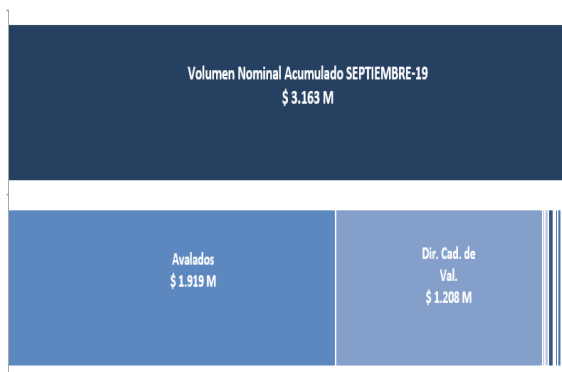 Volumen Nominal Acumulado SEPTIEMBRE-19
$ 3.163 M
Avalados
$ 1.919 M
Dir. Cad. de
Val.
$ 1.208 M